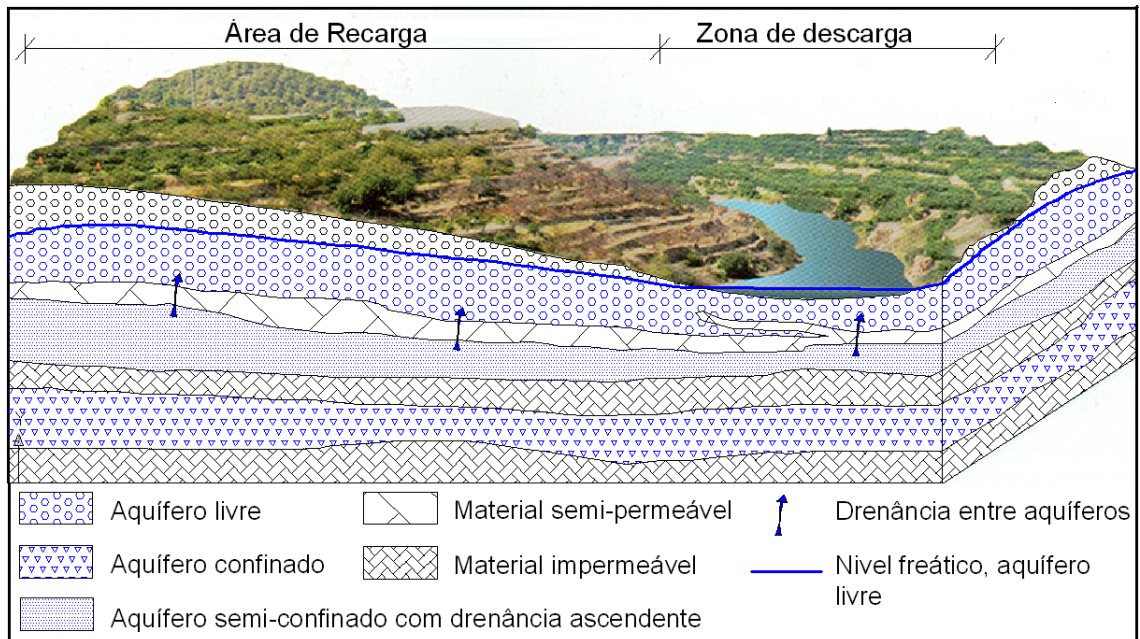 Área de Recarga
Zona de descarga
Aquífero livre
Material semi-permeável
Drenância entre aquíferos
Aquífero confinado
Material impermeável
Nivel freático, aquífero
livre
Aquífero semi-confinado com drenância ascendente